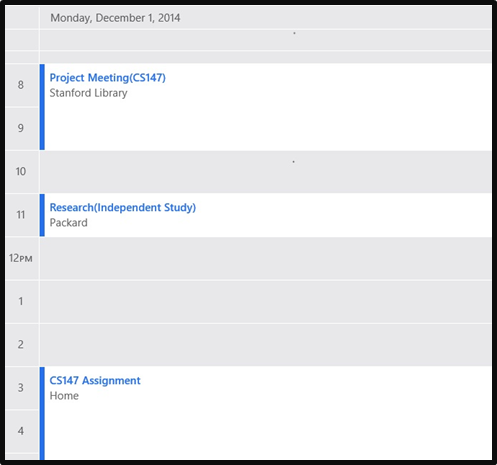 Monday, December 1, 2014
8
Project Meeting(CS147)
Stanford Library
9
10
11
Research(Independent Study)
Packard
12PM
1
2
3
CS147 Assignment
Home
4